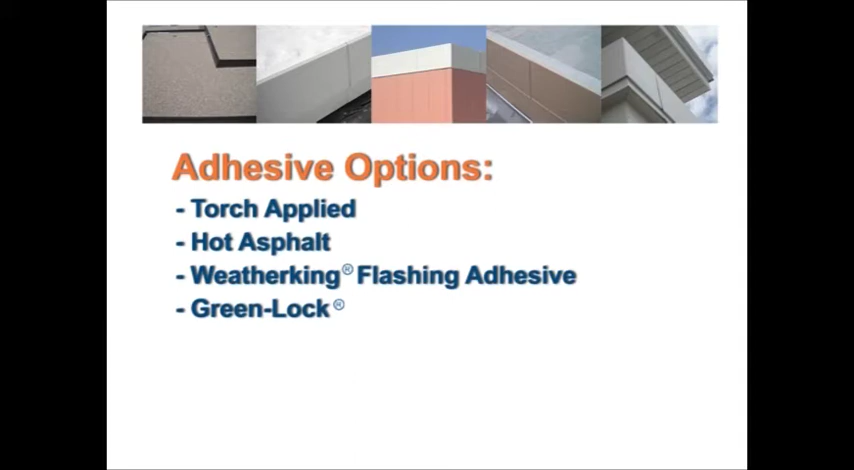 Adhesive Options:
- Torch Applied
- Hot Asphalt
- Weatherking® Flashing Adhesive
- Green-Lock®